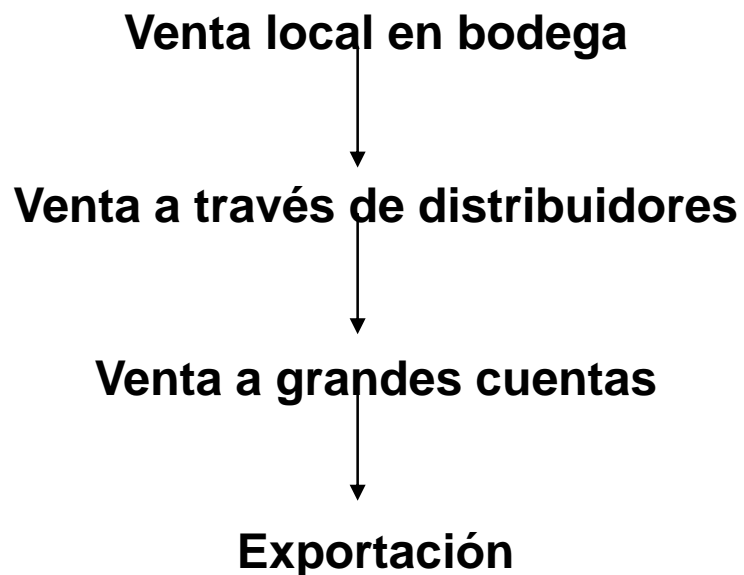 Venta local en bodega
Venta a través de distribuidores
Venta a grandes cuentas
Exportación